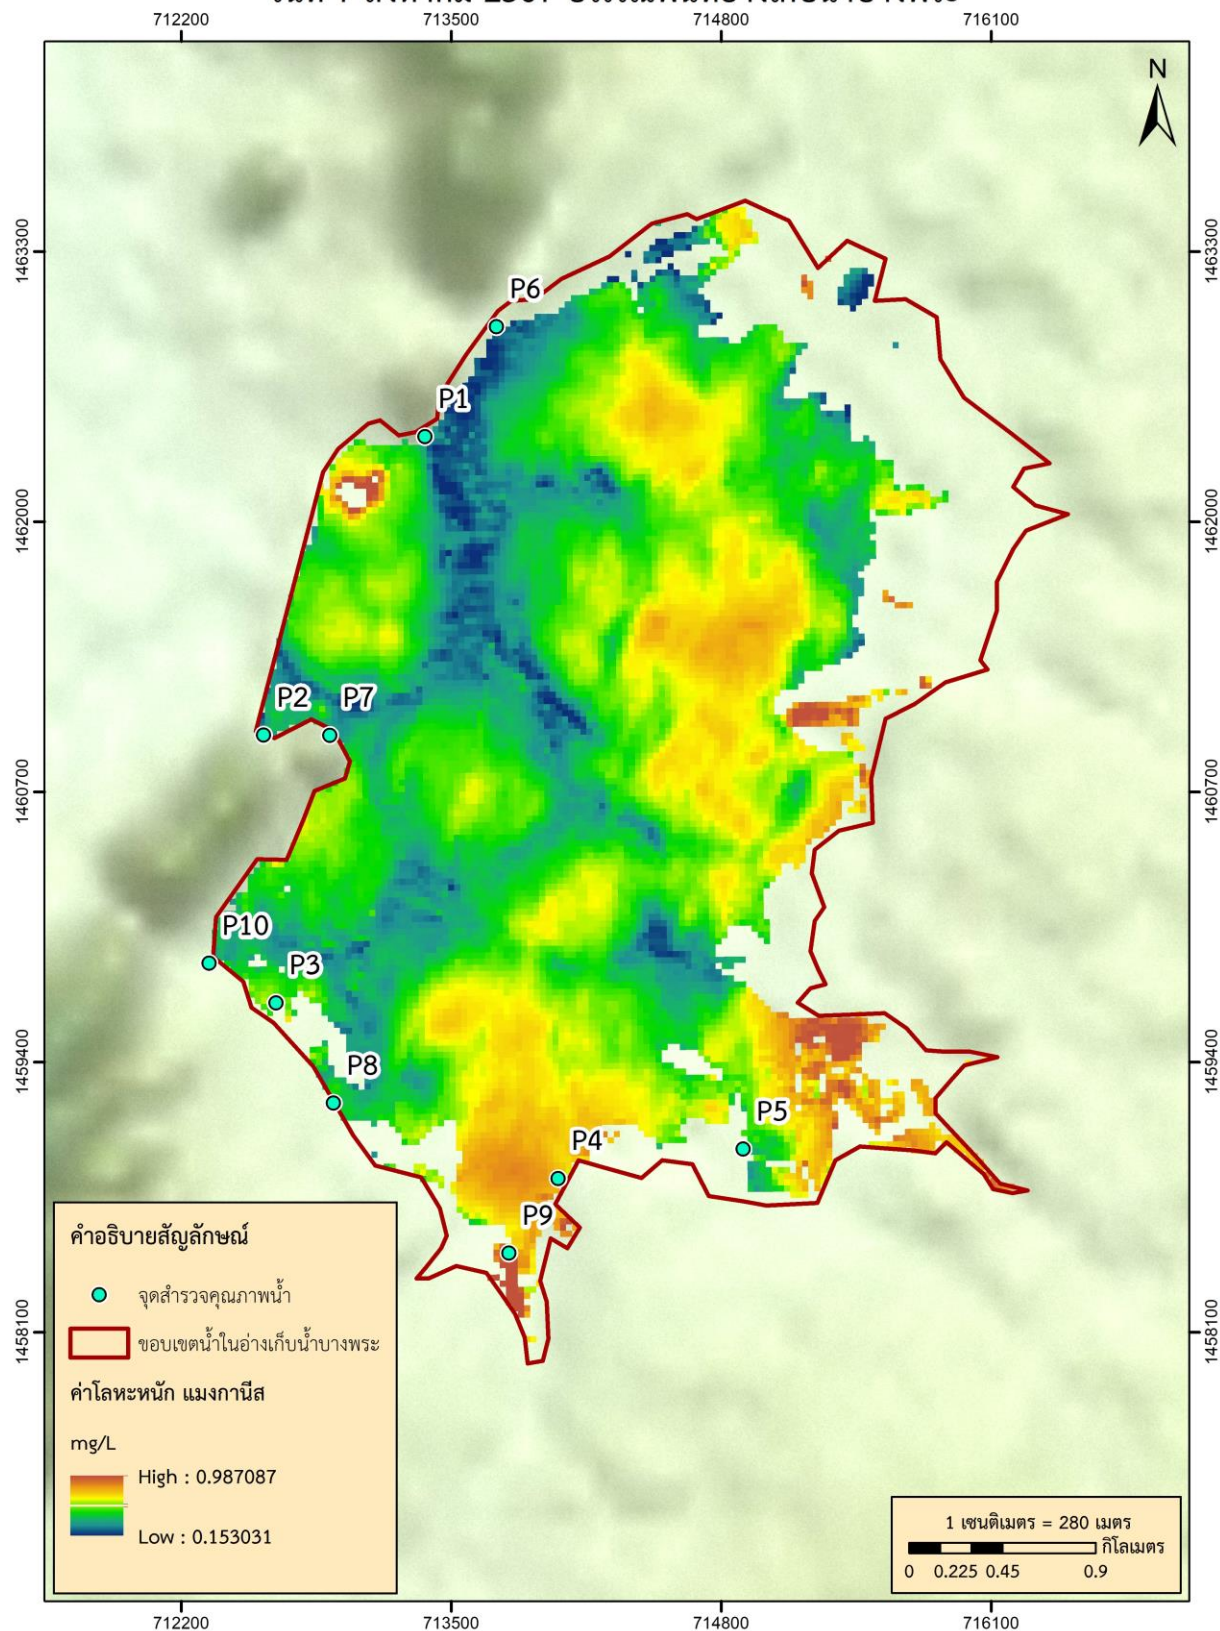 712200 713500 714800 716100
N
1463300 1463300
P6
P1
1462000 1462000
P2 P7
1460700 1460700
P10
P3
1459400 1459400
P8
P5
P4
P9
คำอธิบายสัญลักษณ์
จุดสำรวจคุณภาพน้ำ
ขอบเขตน้ำในอ่างเก็บน้ำบางพระ
1458100 1458100
ค่าโลหะหนัก แมงกานีส
mg/L
High : 0.987087
Low : 0.153031
1 เซนติเมตร = 280 เมตร
กิโลเมตร
0 0.225 0.45 0.9
712200 713500 714800 716100